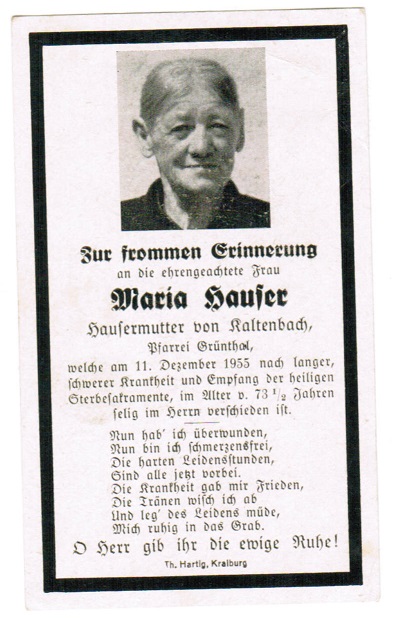 Zur frommen Erinnerung
an die ehrengeachtete Frau
Maria Hauser
Hausermutter von Kaltenbach,
Pfarrei Grünthal,
welche am 11. Dezember 1955 nach langer,
schwerer Krankheit und Empfang der heiligen
Sterbesakramente, im Alter v. 73 1/2 Jahren
selig im Herrn verschieden ist.
Nun hab' ich überwunden,
Nun bin ich schmerzensfrei,
Die harten Leidensstunden,
Sind alle jetzt vorbei.
Die Krankheit gab mir Frieden,
Die Tränen wisch ich ab
Und leg' des Leidens müde,
Mich ruhig in das Grab.
O Herr gib ihr die ewige Ruhe!
Th. Hartig, Kraiburg